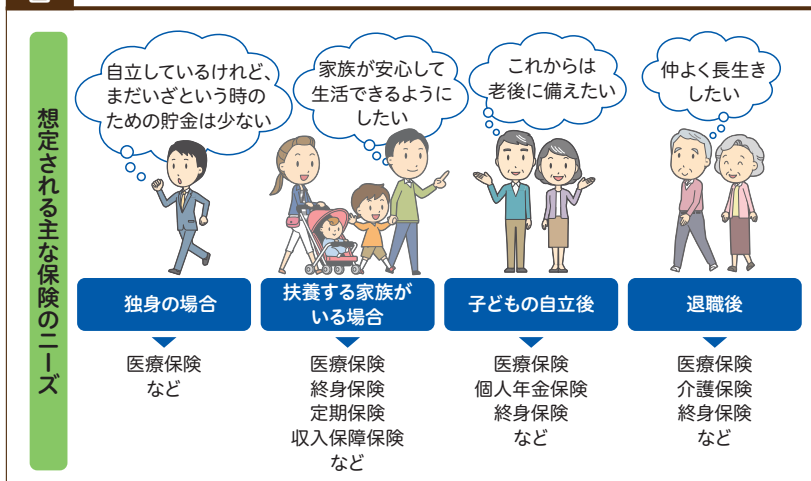 想定される主な保険のニーズ
自立しているけれど、
まだいざという時の
ための貯金は少ない
家族が安心して
生活できるように
したい
これからは
老後に備えたい
仲よく長生き
したい
独身の場合
扶養する家族が
いる場合
子どもの自立後
退職後
医療保険
など
医療保険
終身保険
定期保険
収入保障保険
など
医療保険
個人年金保険
終身保険
など
医療保険
介護保険
終身保険
など